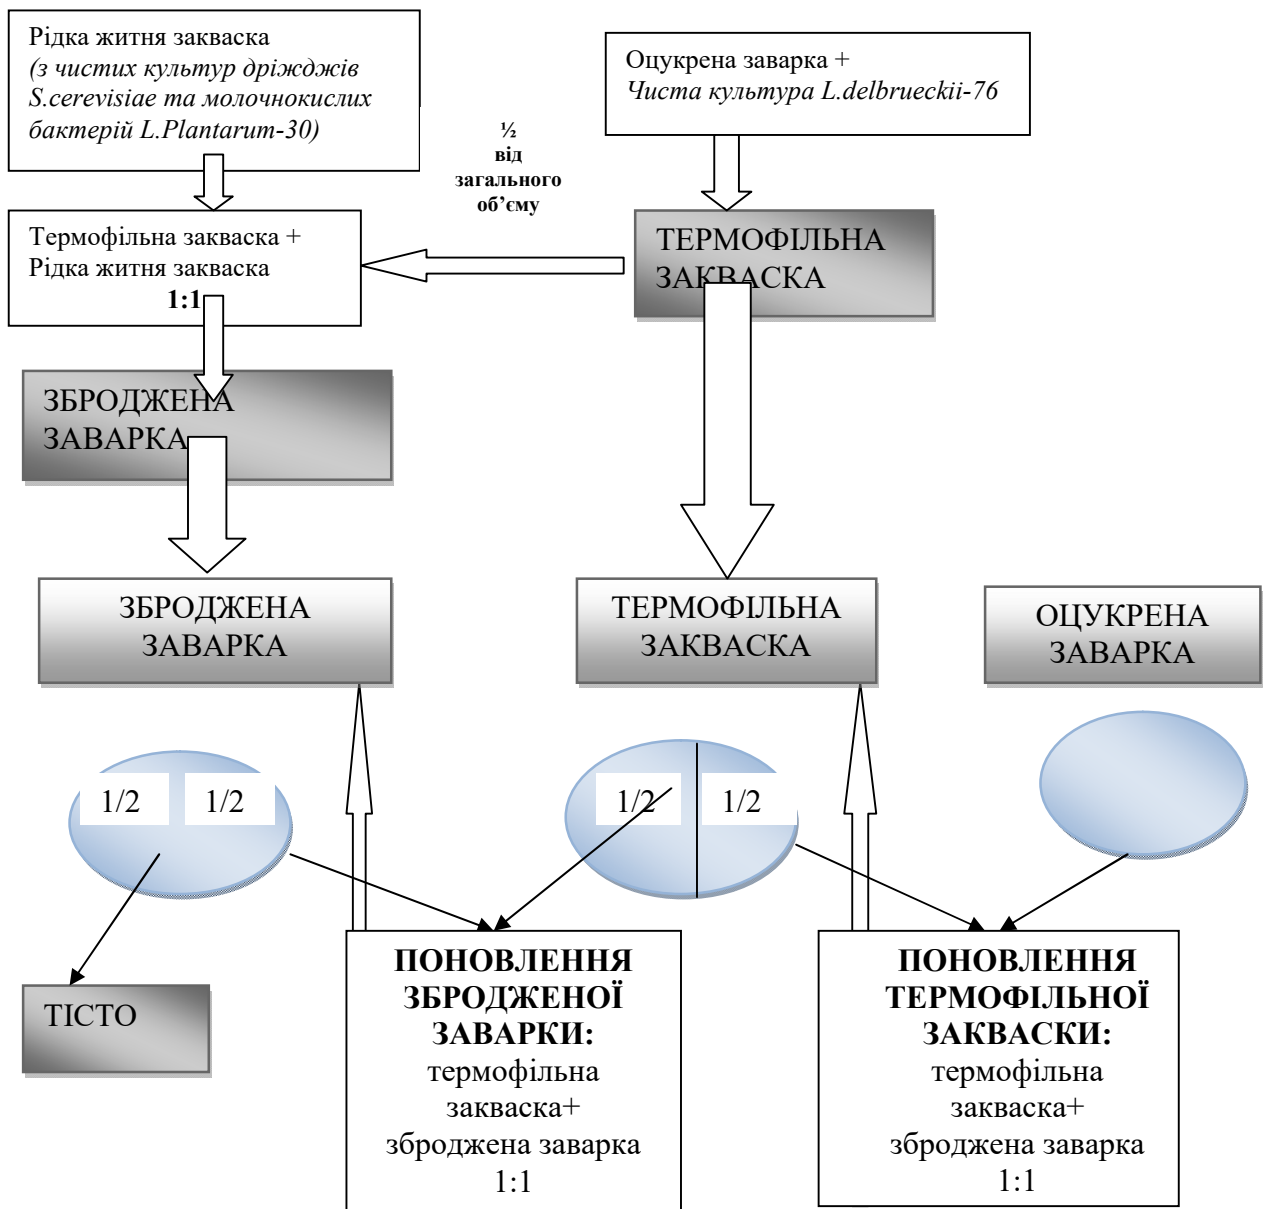 Рідка житня закваска
(з чистих культур дріжджів
S.cerevisiae та молочнокислих
бактерій L.Plantarum-30)
Оцукрена заварка +
Чиста культура L.delbrueckii-76
½
від
загального
об’єму
Термофільна закваска +
Рідка житня закваска
1:1
ТЕРМОФІЛЬНА
ЗАКВАСКА
ЗБРОДЖЕНА
ЗАВАРКА
ЗБРОДЖЕНА
ЗАВАРКА
ТЕРМОФІЛЬНА
ЗАКВАСКА
ОЦУКРЕНА
ЗАВАРКА
1/2
1/2
1/2
1/2
ТІСТО
ПОНОВЛЕННЯ
ЗБРОДЖЕНОЇ
ЗАВАРКИ:
термофільна
закваска+
зброджена заварка
1:1
ПОНОВЛЕННЯ
ТЕРМОФІЛЬНОЇ
ЗАКВАСКИ:
термофільна
закваска+
зброджена заварка
1:1